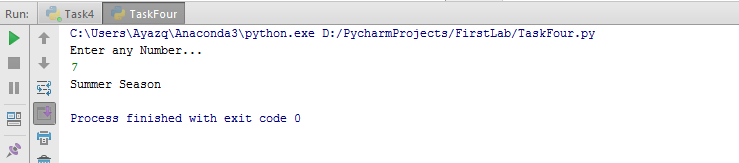 Run: Task4 TaskFour
C:\Users\Ayazq\Anaconda3\python.exe D:/PycharmProjects/FirstLab/TaskFour.py
Enter any Number...
7
Summer Season
Process finished with exit code 0